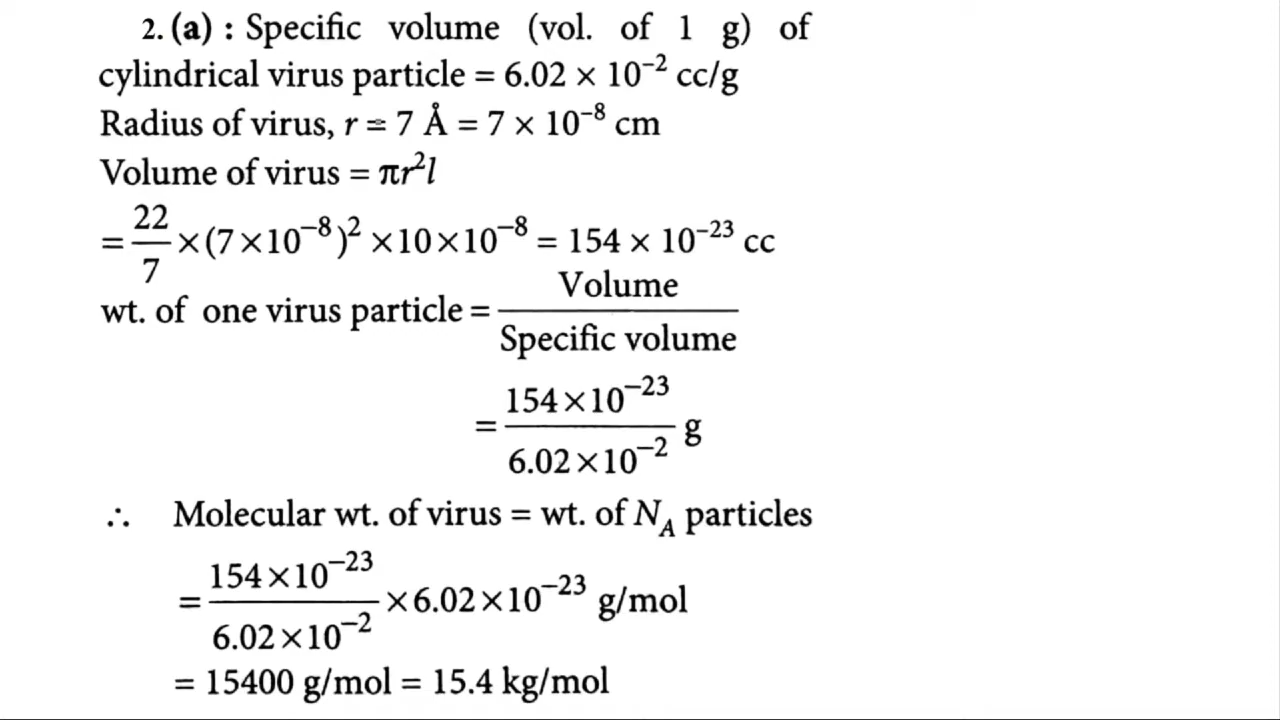 2. (a) : Specific volume (vol. of 1 g) of
cylindrical virus particle = 6.02 × 10⁻² cc/g
Radius of virus, r = 7 Å = 7 × 10⁻⁸ cm
Volume of virus = πr²l
= 22/7 × (7 × 10⁻⁸)² × 10 × 10⁻⁸ = 154 × 10⁻²³ cc
wt. of one virus particle = Volume / Specific volume
= 154 × 10⁻²³ / 6.02 × 10⁻² g
∴ Molecular wt. of virus = wt. of N_A particles
= 154 × 10⁻²³ / 6.02 × 10⁻² × 6.02 × 10⁻²³ g/mol
= 15400 g/mol = 15.4 kg/mol